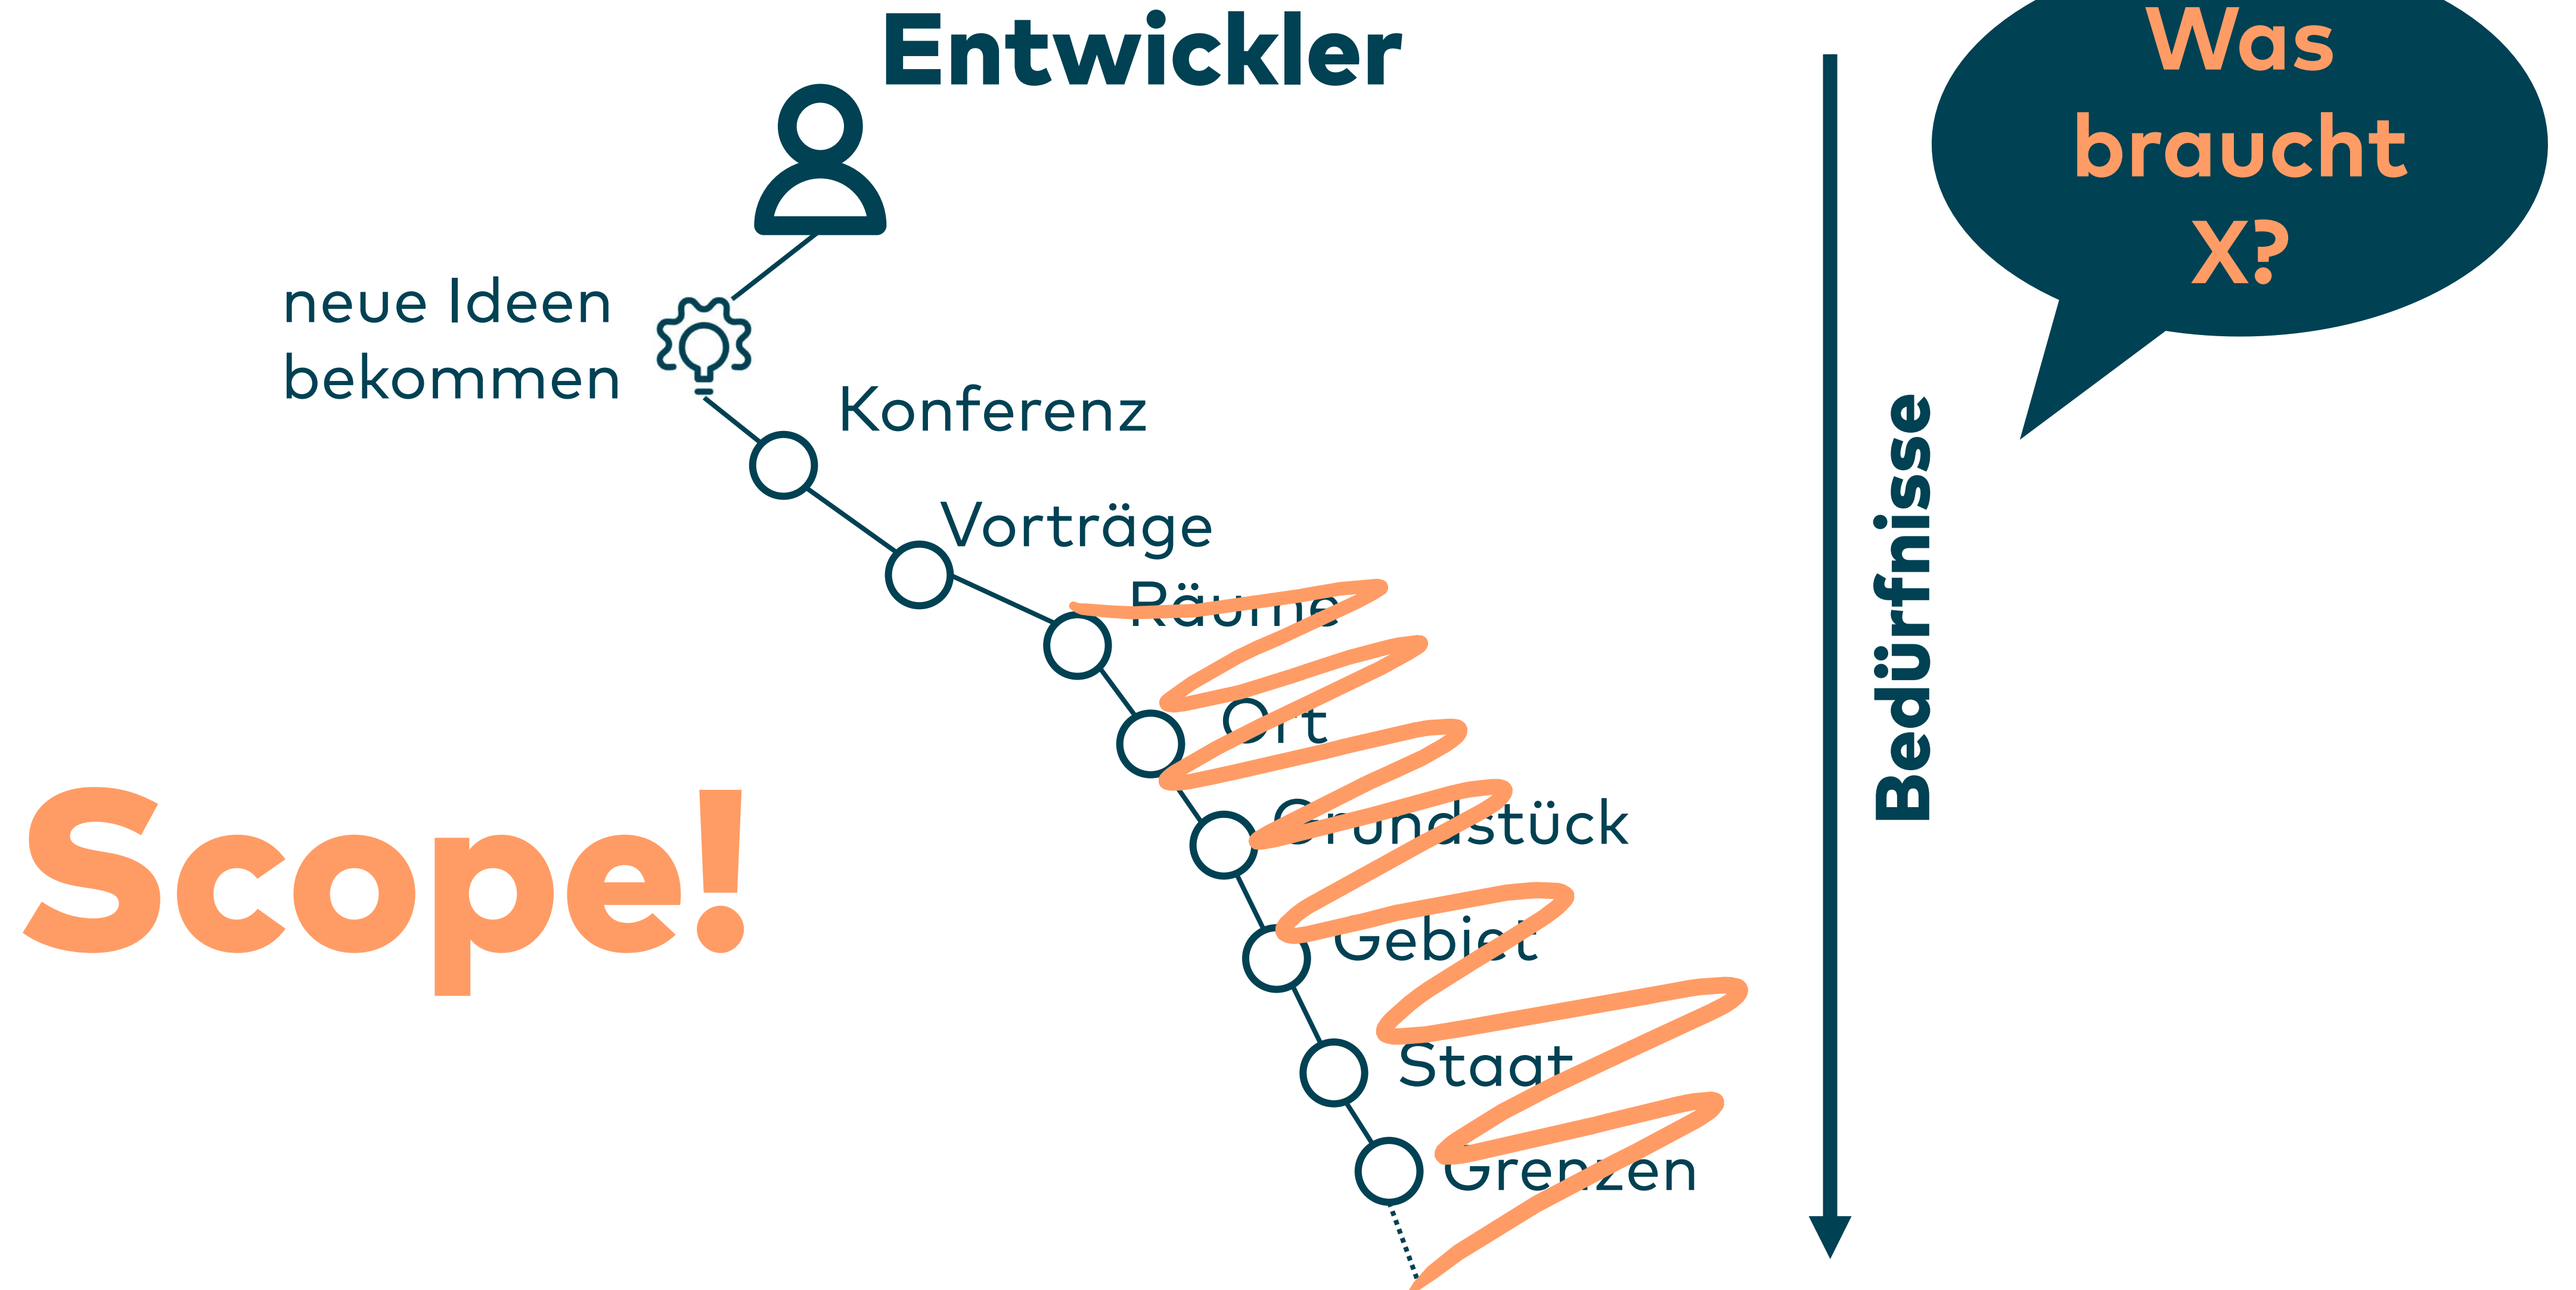 Entwickler
Was
braucht
X?
neue Ideen
bekommen
Konferenz
Vorträge
Räume
Ort
Grundstück
Gebiet
Staat
Grenzen
Bedürfnisse
Scope!